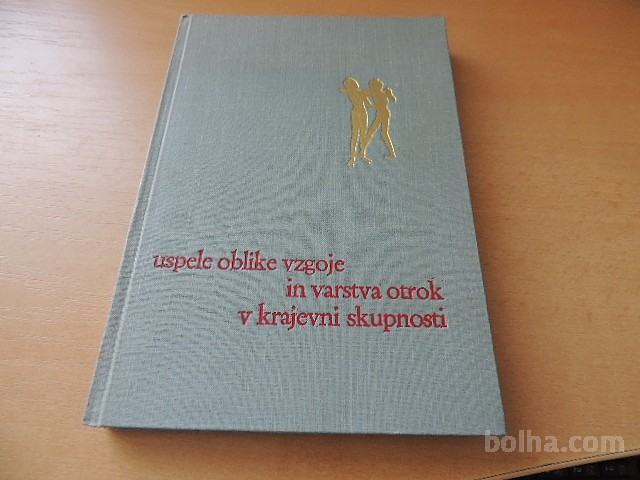 uspele oblike vzgoje
in varstva otrok
v krajevni skupnosti
bolha.com